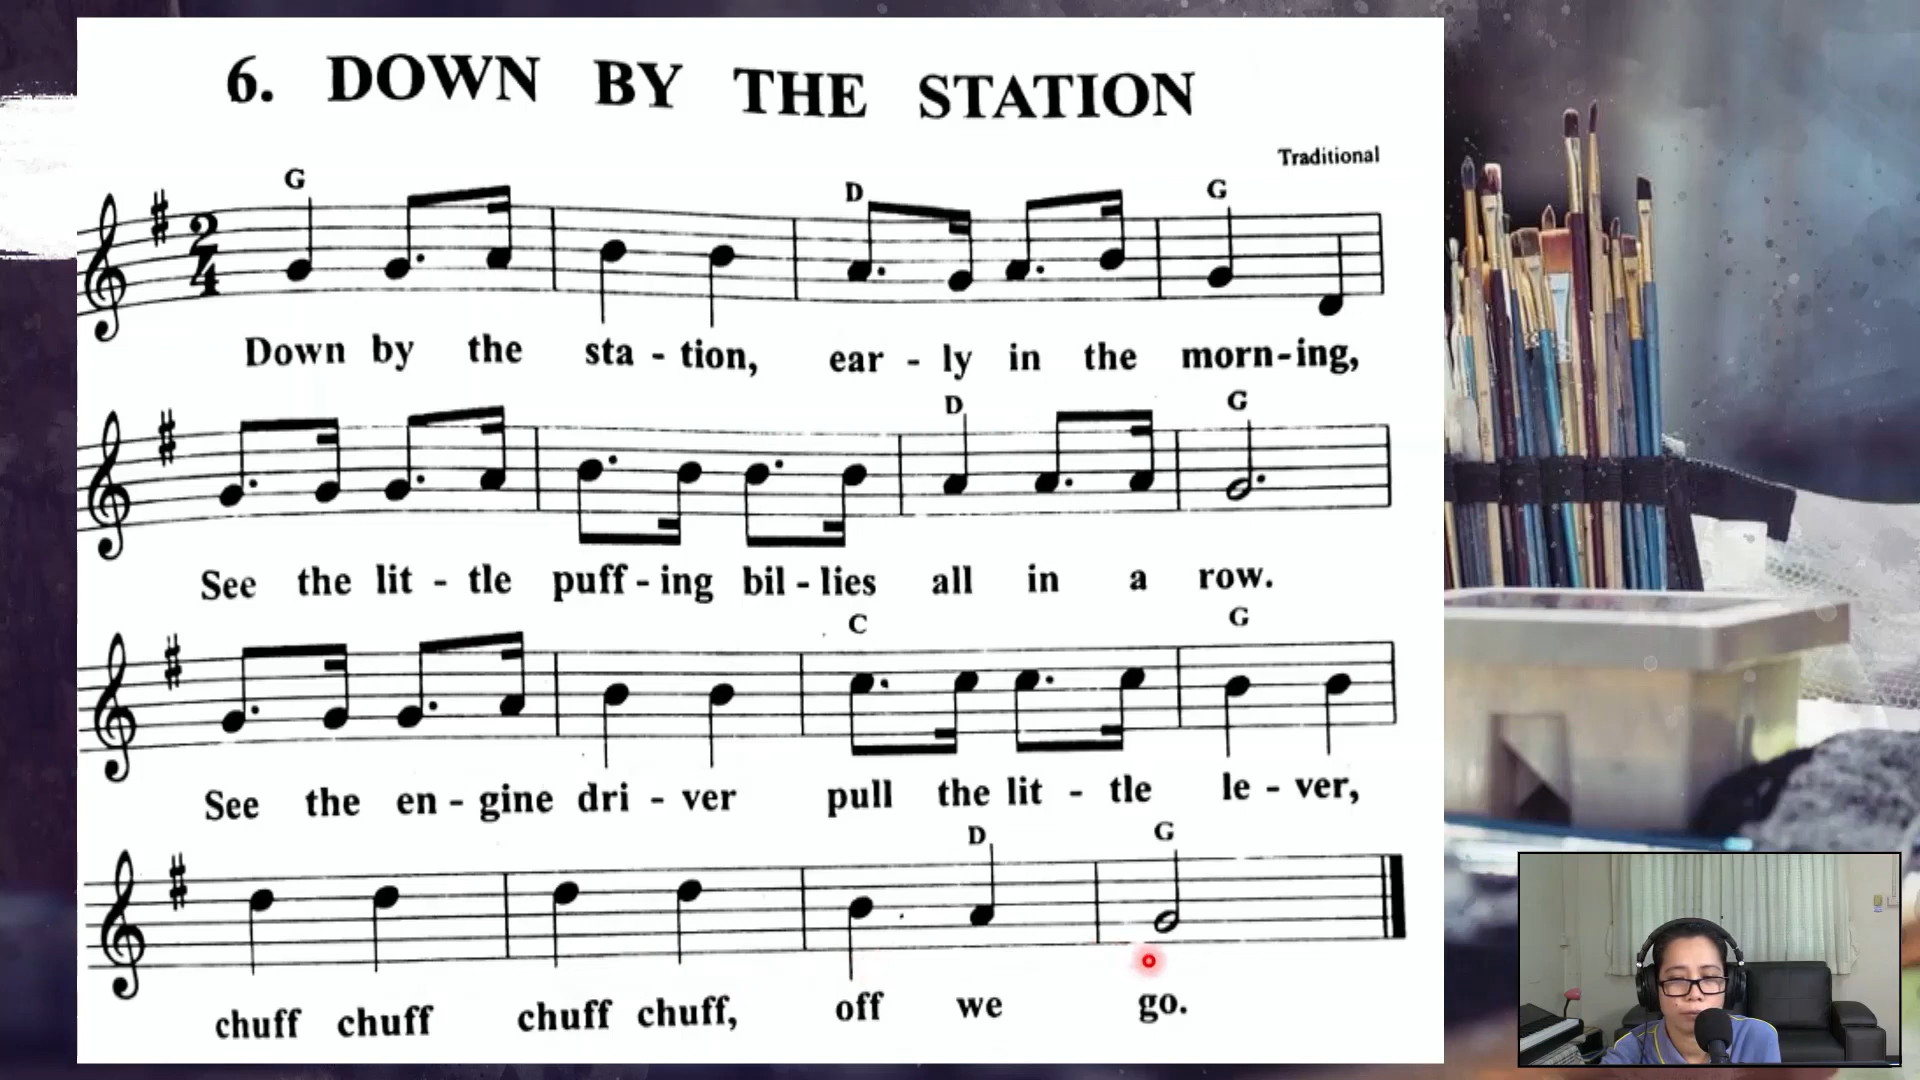 6. DOWN BY THE STATION
Traditional
G D G
2
4
Down by the sta - tion, ear - ly in the morn-ing,
D G
See the lit - tle puff - ing bil - lies all in a row.
C G
See the en - gine dri - ver pull the lit - tle le - ver,
D G
chuff chuff chuff chuff, off we go.